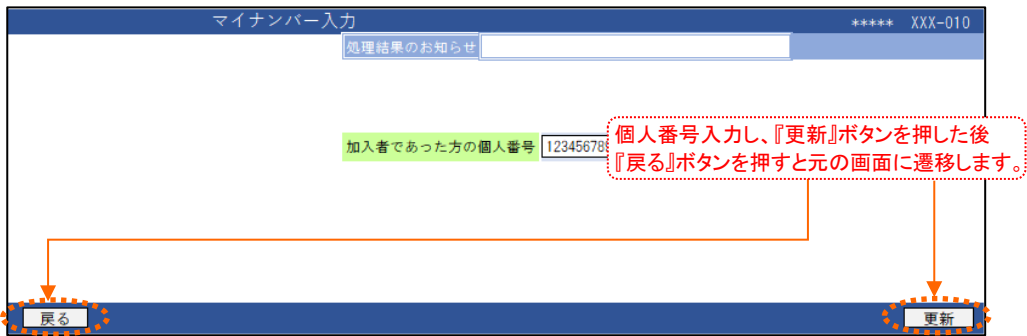 マイナンバー入力 ***** XXX-010
処理結果のお知らせ
加入者であった方の個人番号 123456789
個人番号入力し、『更新』ボタンを押した後
『戻る』ボタンを押すと元の画面に遷移します。
戻る 更新